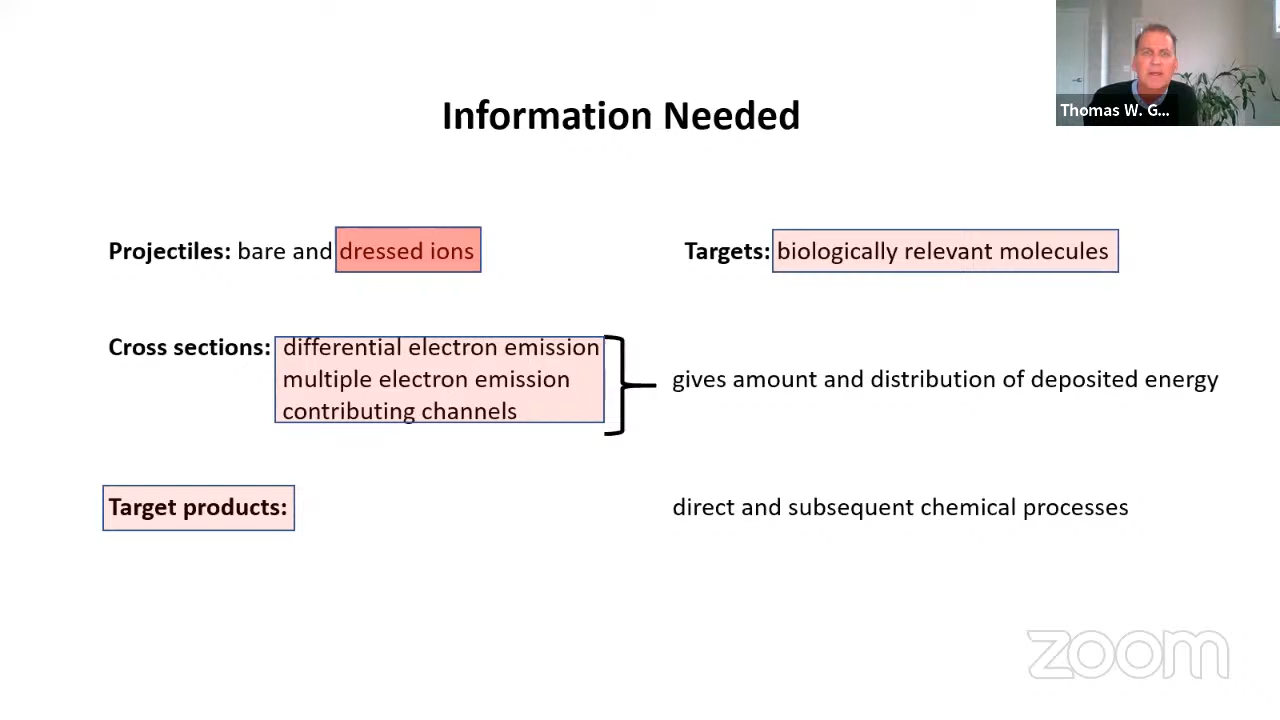 Information Needed
Thomas W. G...
Projectiles: bare and dressed ions
Targets: biologically relevant molecules
Cross sections: differential electron emission
multiple electron emission
contributing channels
gives amount and distribution of deposited energy
Target products:
direct and subsequent chemical processes
zoom